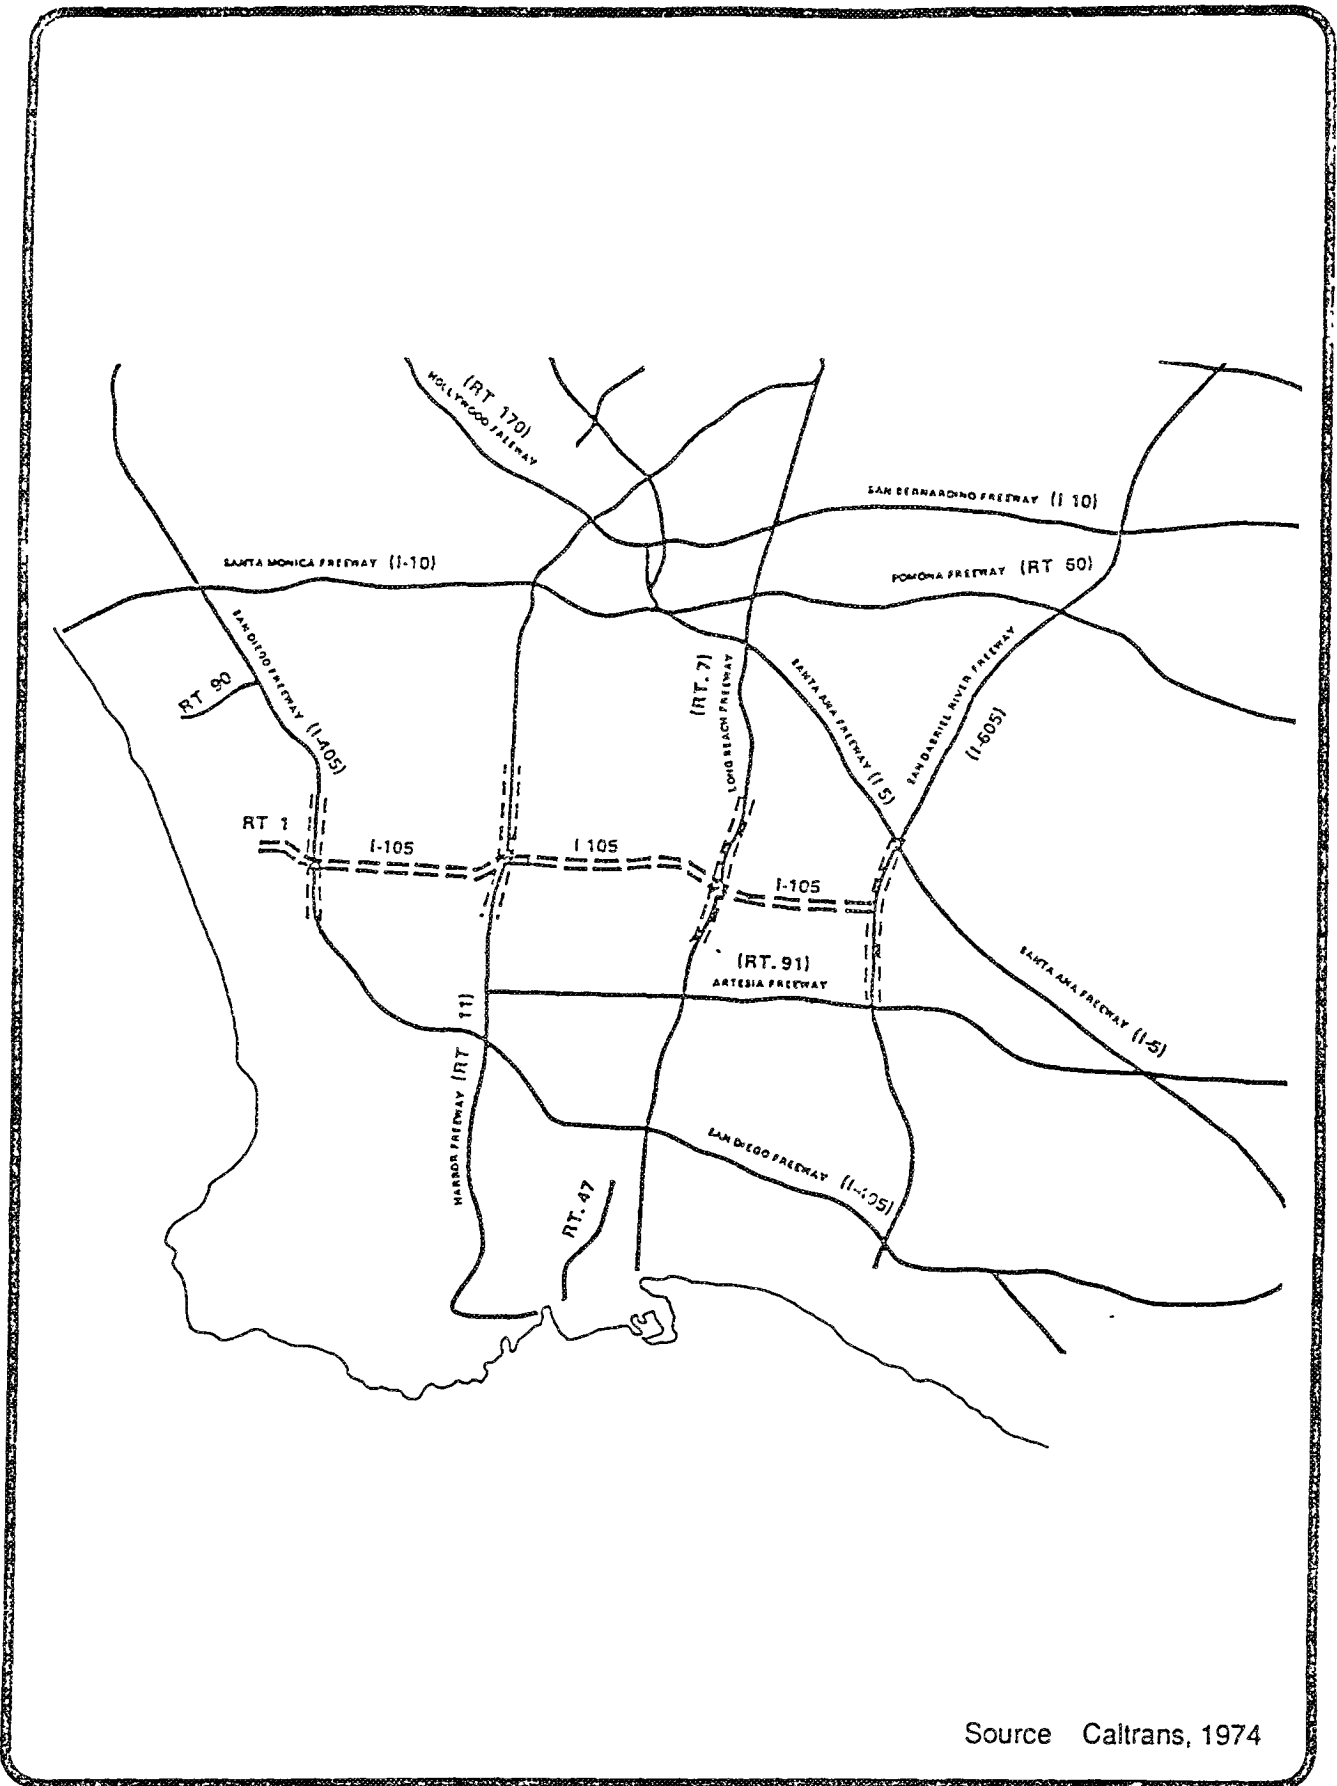 (RT 170)
HOLLYWOOD FREEWAY
SAN BERNARDINO FREEWAY (I 10)
SANTA MONICA FREEWAY (I-10)
POMONA FREEWAY (RT 60)
SAN DIEGO FREEWAY (I-405)
RT 90
(RT. 7)
LONG BEACH FREEWAY
SANTA ANA FREEWAY (I 5)
SAN GABRIEL RIVER FREEWAY
(I-605)
RT 1
I-105
I 105
I-105
(RT. 91)
ARTESIA FREEWAY
SANTA ANA FREEWAY (I-5)
HARBOR FREEWAY (RT 11)
SAN DIEGO FREEWAY (I-405)
RT. 47
Source Caltrans, 1974